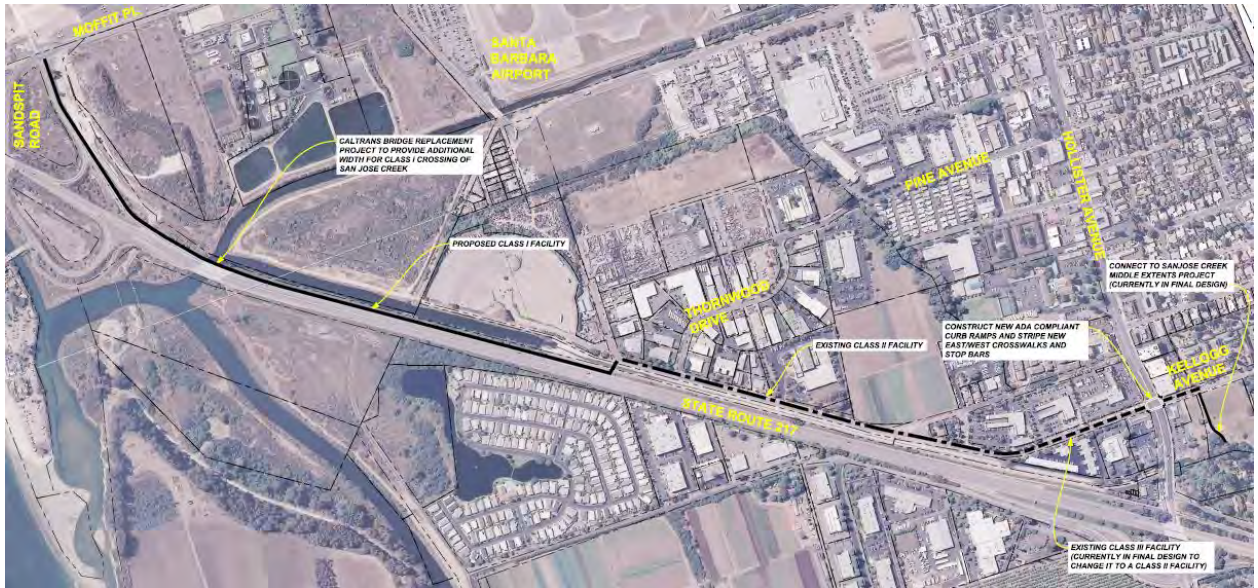 MOFFIT PL
SANTA
BARBARA
AIRPORT
SANDSPIT
ROAD
CALTRANS BRIDGE REPLACEMENT
PROJECT TO PROVIDE ADDITIONAL
WIDTH FOR CLASS I CROSSING OF
SAN JOSE CREEK
PINE AVENUE
HOLLISTER AVENUE
PROPOSED CLASS I FACILITY
CONNECT TO SANJOSE CREEK
MIDDLE EXTENTS PROJECT
(CURRENTLY IN FINAL DESIGN)
THORNWOOD
DRIVE
CONSTRUCT NEW ADA COMPLIANT
CURB RAMPS AND STRIPE NEW
EAST/WEST CROSSWALKS AND
STOP BARS
EXISTING CLASS II FACILITY
KELLOGG
AVENUE
STATE ROUTE 217
EXISTING CLASS III FACILITY
(CURRENTLY IN FINAL DESIGN TO
CHANGE IT TO A CLASS II FACILITY)